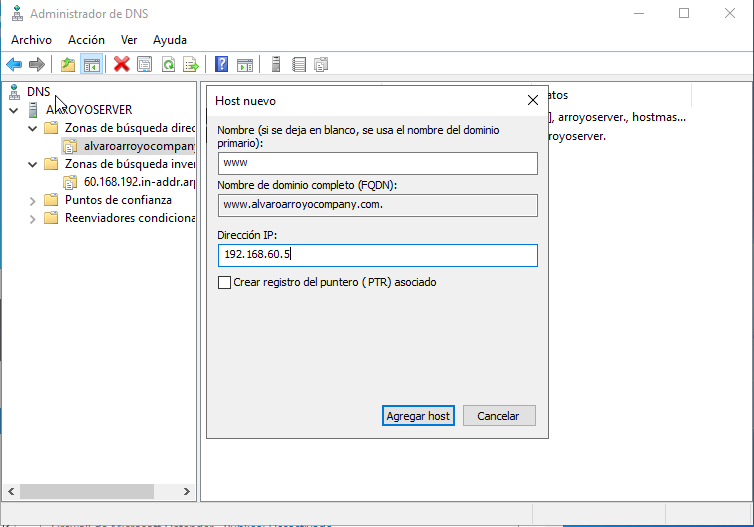 Administrador de DNS
Archivo Acción Ver Ayuda
DNS
ARROYOSERVER
Zonas de búsqueda direc
alvaroarroyocompany
Zonas de búsqueda inver
60.168.192.in-addr.arp
Puntos de confianza
Reenviadores condiciona
Host nuevo
Nombre (si se deja en blanco, se usa el nombre del dominio
primario):
www
Nombre de dominio completo (FQDN):
www.alvaroarroyocompany.com.
Dirección IP:
192.168.60.5
Crear registro del puntero (PTR) asociado
Agregar host Cancelar
atos
], arroyoserver., hostmas...
royoserver.